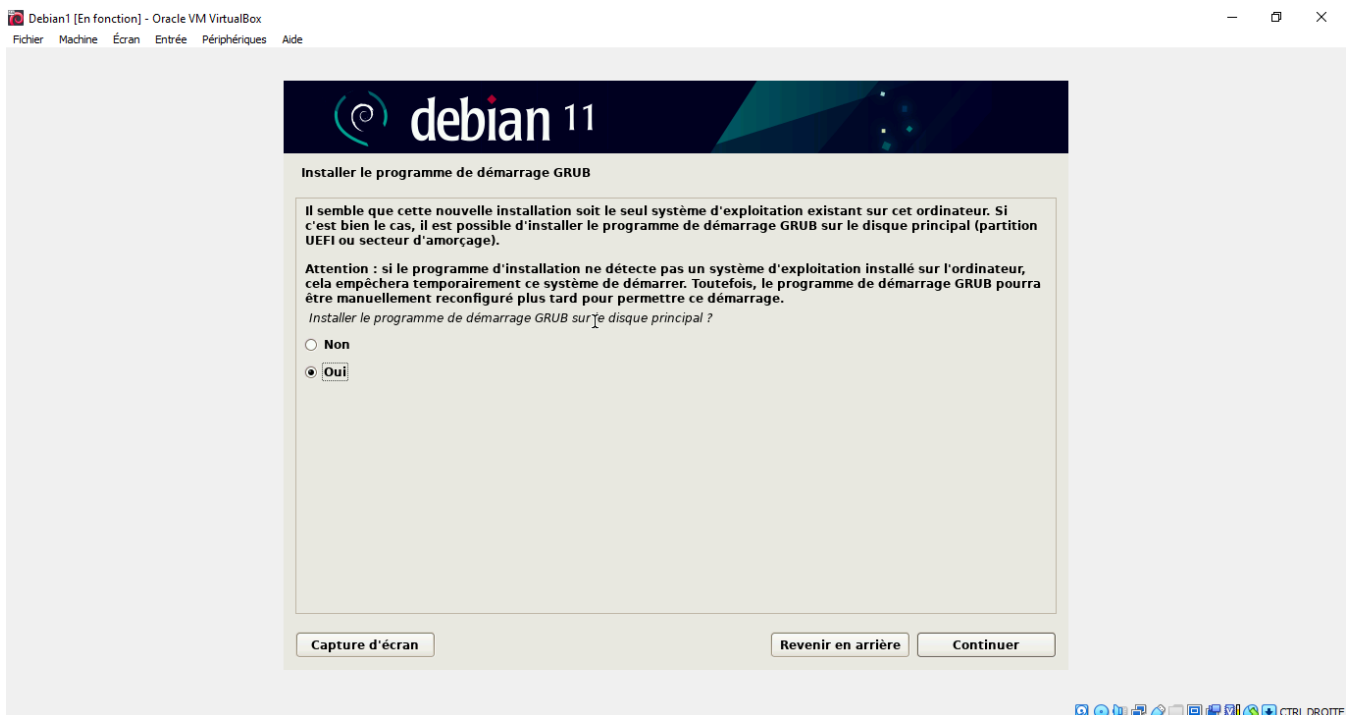 Debian1 [En fonction] - Oracle VM VirtualBox
Fichier Machine Écran Entrée Périphériques Aide
debian 11
Installer le programme de démarrage GRUB
Il semble que cette nouvelle installation soit le seul système d'exploitation existant sur cet ordinateur. Si
c'est bien le cas, il est possible d'installer le programme de démarrage GRUB sur le disque principal (partition
UEFI ou secteur d'amorçage).
Attention : si le programme d'installation ne détecte pas un système d'exploitation installé sur l'ordinateur,
cela empêchera temporairement ce système de démarrer. Toutefois, le programme de démarrage GRUB pourra
être manuellement reconfiguré plus tard pour permettre ce démarrage.
Installer le programme de démarrage GRUB sur le disque principal ?
Non
Oui
Capture d'écran
Revenir en arrière
Continuer
CTRL DROITE